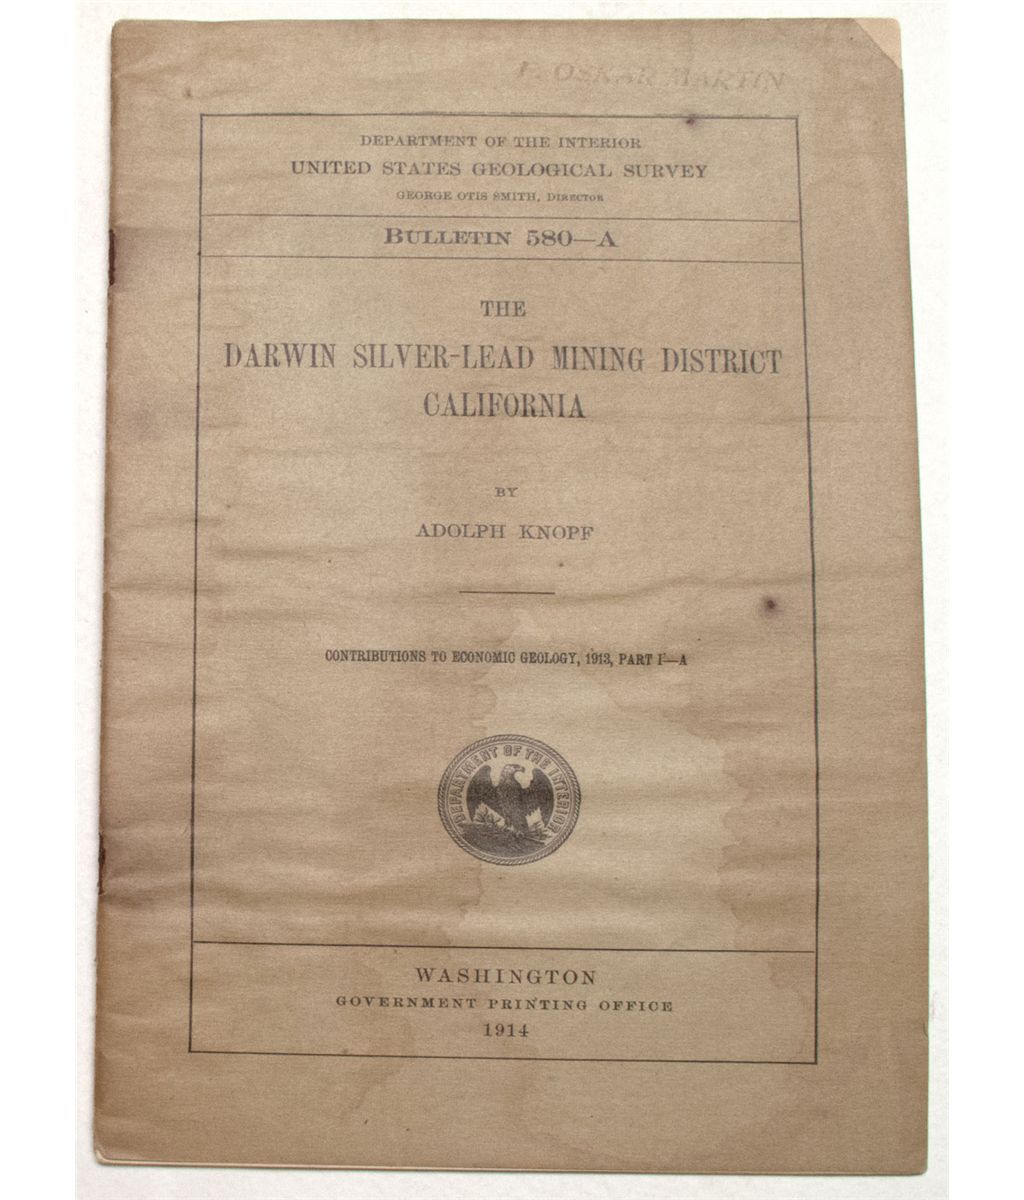 F. OSKAR MARTIN
DEPARTMENT OF THE INTERIOR
UNITED STATES GEOLOGICAL SURVEY
GEORGE OTIS SMITH, DIRECTOR
BULLETIN 580—A
THE
DARWIN SILVER-LEAD MINING DISTRICT
CALIFORNIA
BY
ADOLPH KNOPF
CONTRIBUTIONS TO ECONOMIC GEOLOGY, 1913, PART I—A
DEPARTMENT OF THE INTERIOR
WASHINGTON
GOVERNMENT PRINTING OFFICE
1914